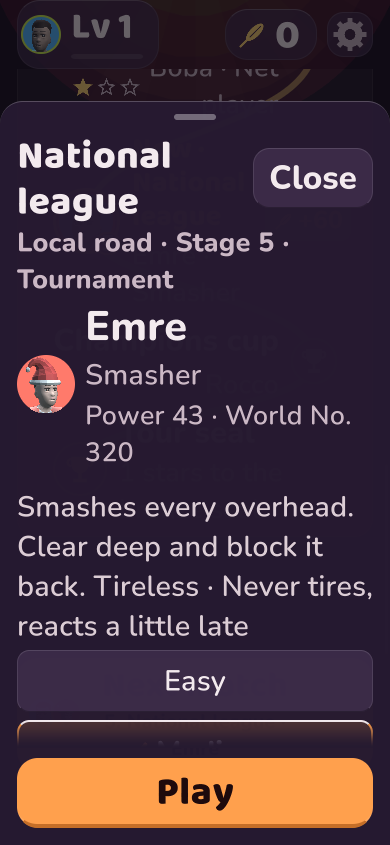 Lv 1
0
Boba · Net
National
league
Close
Local road · Stage 5 ·
Tournament
Emre
Smasher
Power 43 · World No.
320
Smashes every overhead.
Clear deep and block it
back. Tireless · Never tires,
reacts a little late
Easy
Play